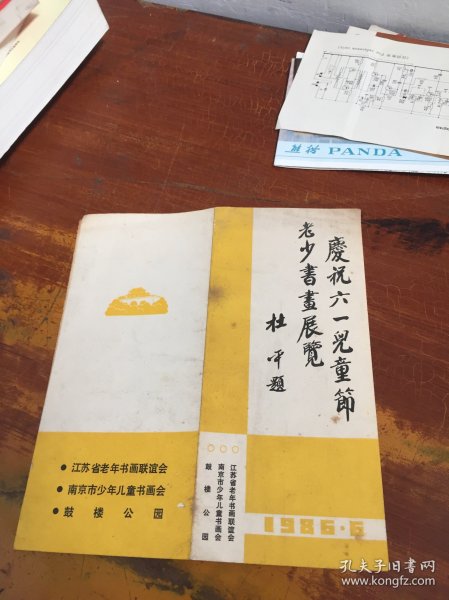 慶祝六一兒童節
老少書畫展覽
杜平題
江苏省老年书画联谊会
南京市少年儿童书画会
鼓楼公园
1986.6
• 江苏省老年书画联谊会
• 南京市少年儿童书画会
• 鼓楼公园
熊猫 PANDA
孔夫子旧书网
www.kongfz.com